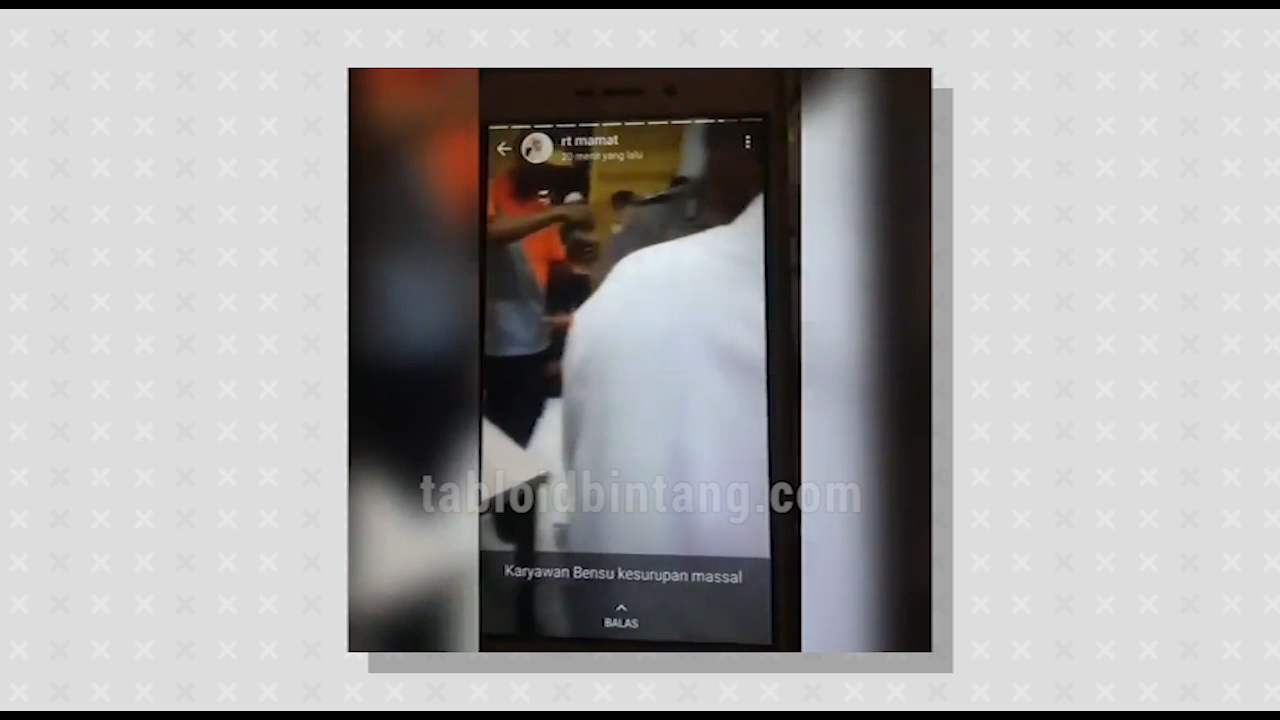 rt mamat
20 menit yang lalu
tabloidbintang.com
Karyawan Bensu kesurupan massal
BALAS